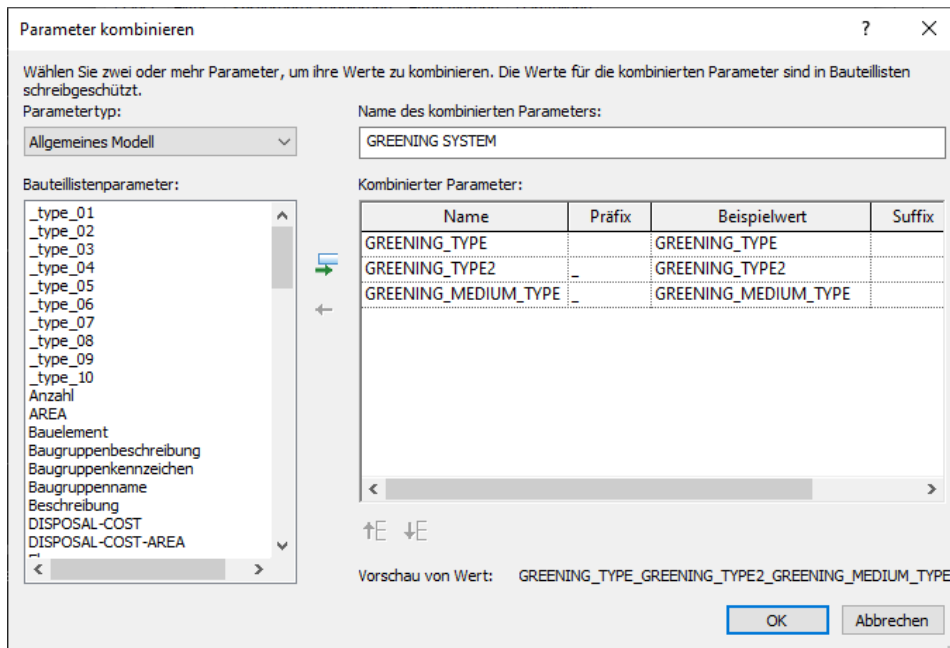 Parameter kombinieren
?
Wählen Sie zwei oder mehr Parameter, um ihre Werte zu kombinieren. Die Werte für die kombinierten Parameter sind in Bauteillisten
schreibgeschützt.
Parametertyp:
Allgemeines Modell
Bauteillistenparameter:
_type_01
_type_02
_type_03
_type_04
_type_05
_type_06
_type_07
_type_08
_type_09
_type_10
Anzahl
AREA
Bauelement
Baugruppenbeschreibung
Baugruppenkennzeichen
Baugruppenname
Beschreibung
DISPOSAL-COST
DISPOSAL-COST-AREA
Name des kombinierten Parameters:
GREENING SYSTEM
Kombinierter Parameter:
Name Präfix Beispielwert Suffix
GREENING_TYPE GREENING_TYPE
GREENING_TYPE2 _ GREENING_TYPE2
GREENING_MEDIUM_TYPE _ GREENING_MEDIUM_TYPE
Vorschau von Wert: GREENING_TYPE_GREENING_TYPE2_GREENING_MEDIUM_TYPE
OK Abbrechen